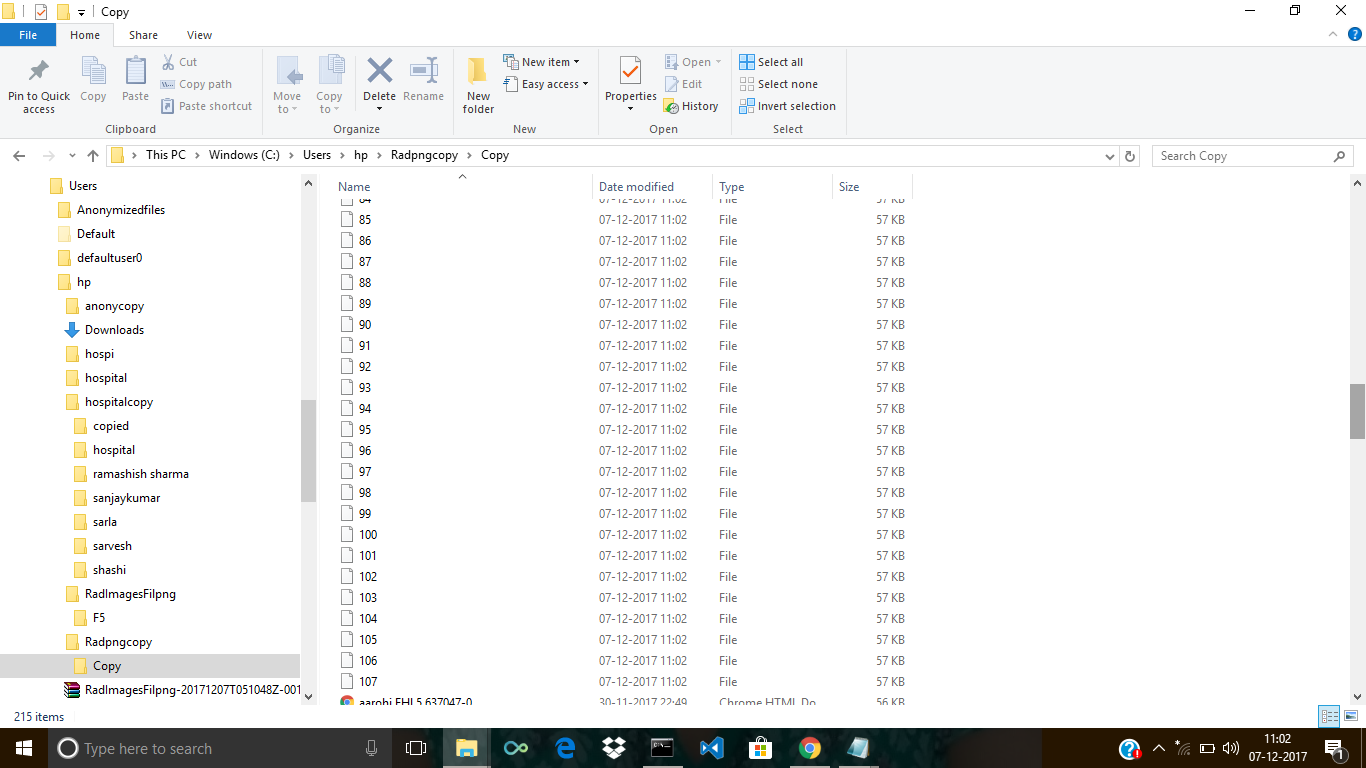 Copy
File Home Share View
Pin to Quick access
Copy
Paste
Cut
Copy path
Paste shortcut
Clipboard
Move to
Copy to
Delete
Rename
Organize
New folder
New item
Easy access
New
Properties
Open
Edit
History
Open
Select all
Select none
Invert selection
Select
This PC > Windows (C:) > Users > hp > Radpngcopy > Copy
Search Copy
Users
Anonymizedfiles
Default
defaultuser0
hp
anonycopy
Downloads
hospi
hospital
hospitalcopy
copied
hospital
ramashish sharma
sanjaykumar
sarla
sarvesh
shashi
RadImagesFilpng
F5
Radpngcopy
Copy
RadImagesFilpng-20171207T051048Z-001
Name Date modified Type Size
84 07-12-2017 11:02 File 57 KB
85 07-12-2017 11:02 File 57 KB
86 07-12-2017 11:02 File 57 KB
87 07-12-2017 11:02 File 57 KB
88 07-12-2017 11:02 File 57 KB
89 07-12-2017 11:02 File 57 KB
90 07-12-2017 11:02 File 57 KB
91 07-12-2017 11:02 File 57 KB
92 07-12-2017 11:02 File 57 KB
93 07-12-2017 11:02 File 57 KB
94 07-12-2017 11:02 File 57 KB
95 07-12-2017 11:02 File 57 KB
96 07-12-2017 11:02 File 57 KB
97 07-12-2017 11:02 File 57 KB
98 07-12-2017 11:02 File 57 KB
99 07-12-2017 11:02 File 57 KB
100 07-12-2017 11:02 File 57 KB
101 07-12-2017 11:02 File 57 KB
102 07-12-2017 11:02 File 57 KB
103 07-12-2017 11:02 File 57 KB
104 07-12-2017 11:02 File 57 KB
105 07-12-2017 11:02 File 57 KB
106 07-12-2017 11:02 File 57 KB
107 07-12-2017 11:02 File 57 KB
30-11-2017 22:49 Chrome HTML Do 56 KB
215 items
Type here to search
11:02
07-12-2017
1